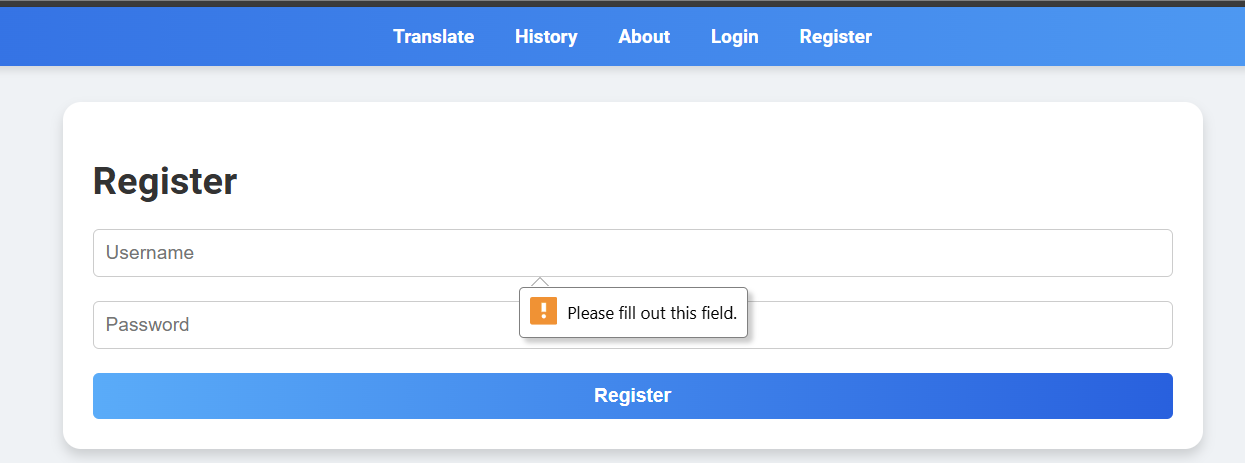 Translate History About Login Register
Register
Username
Please fill out this field.
Password
Register